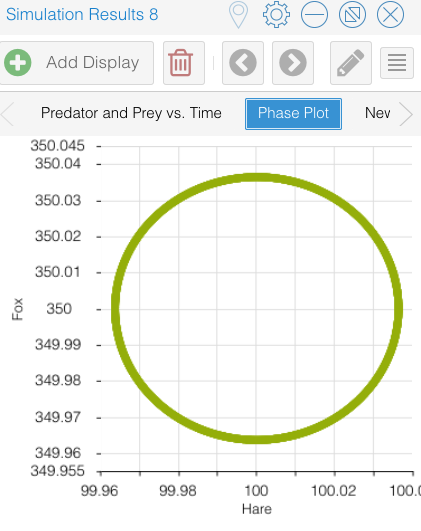 Simulation Results 8
Add Display
Predator and Prey vs. Time Phase Plot New
350.045
350.04
350.03
350.02
350.01
350
349.99
349.98
349.97
349.96
349.955
Fox
99.96 99.98 100 100.02 100.0
Hare